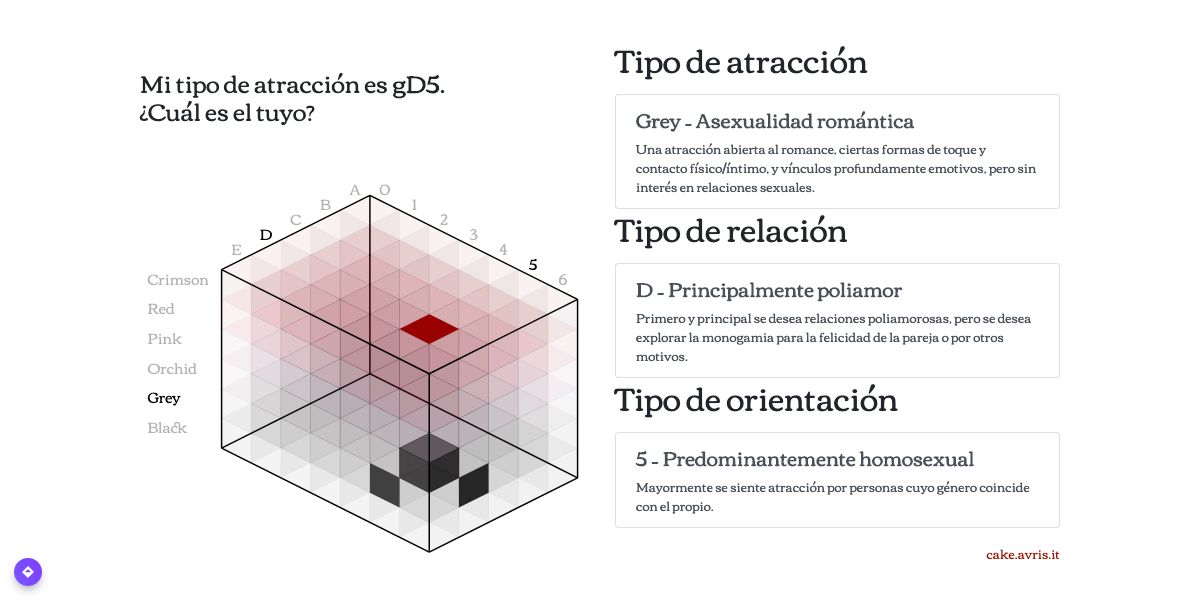 Mi tipo de atracción es gD5.
¿Cuál es el tuyo?
A
B
C
D
E
0
1
2
3
4
5
6
Crimson
Red
Pink
Orchid
Grey
Black
Tipo de atracción
Grey - Asexualidad romántica
Una atracción abierta al romance, ciertas formas de toque y
contacto físico/íntimo, y vínculos profundamente emotivos, pero sin
interés en relaciones sexuales.
Tipo de relación
D - Principalmente poliamor
Primero y principal se desea relaciones poliamorosas, pero se desea
explorar la monogamia para la felicidad de la pareja o por otros
motivos.
Tipo de orientación
5 - Predominantemente homosexual
Mayormente se siente atracción por personas cuyo género coincide
con el propio.
cake.avris.it